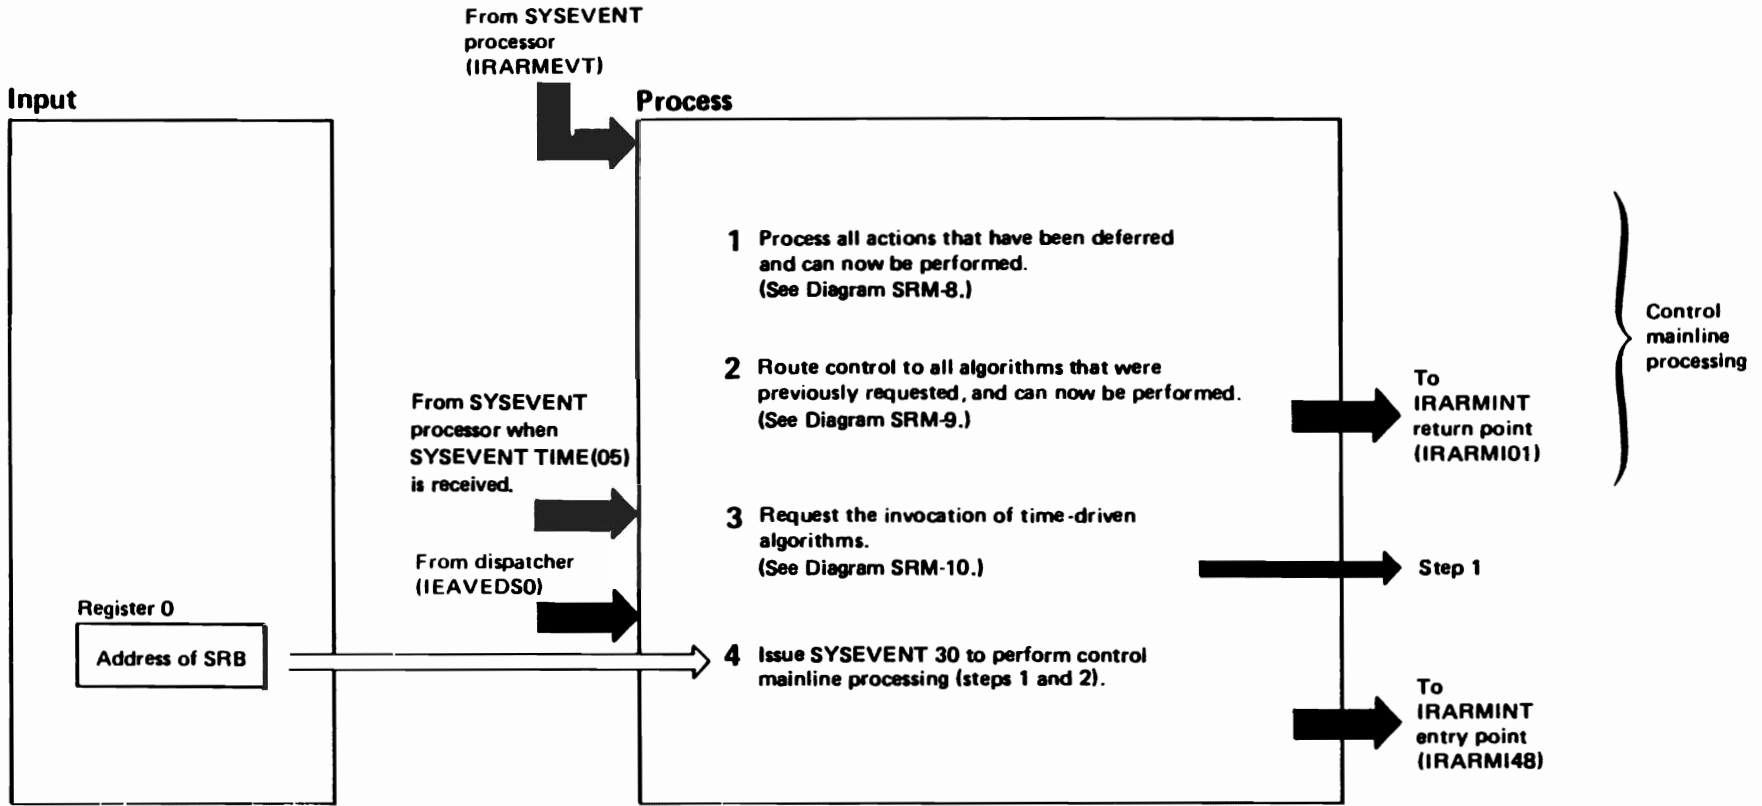 From SYSEVENT
processor
(IRARMEVT)
Input
Process
1 Process all actions that have been deferred
and can now be performed.
(See Diagram SRM-8.)
2 Route control to all algorithms that were
previously requested, and can now be performed.
(See Diagram SRM-9.)
To
IRARMINT
return point
(IRARMI01)
Control
mainline
processing
From SYSEVENT
processor when
SYSEVENT TIME(05)
is received.
3 Request the invocation of time-driven
algorithms.
(See Diagram SRM-10.)
Step 1
From dispatcher
(IEAVEDS0)
Register 0
Address of SRB
4 Issue SYSEVENT 30 to perform control
mainline processing (steps 1 and 2).
To
IRARMINT
entry point
(IRARMI48)